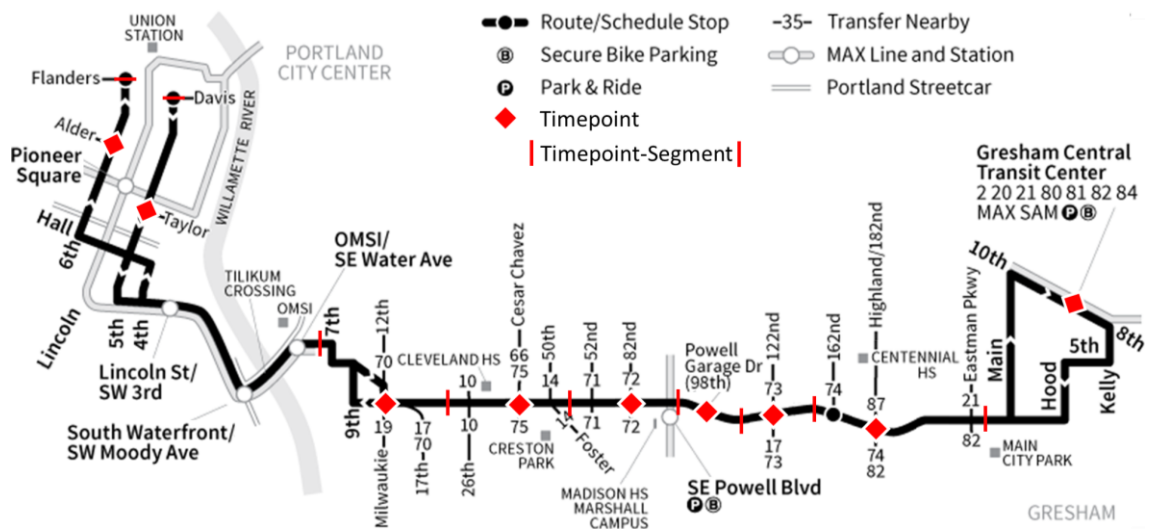 UNION
STATION
PORTLAND
CITY CENTER
Route/Schedule Stop
-35- Transfer Nearby
B Secure Bike Parking
MAX Line and Station
P Park & Ride
Portland Streetcar
Timepoint
Timepoint-Segment
Flanders
Davis
Alder
Pioneer
Square
Taylor
WILLAMETTE RIVER
Hall
6th
Gresham Central
Transit Center
2 20 21 80 81 82 84
MAX SAM P B
OMSI/
SE Water Ave
TILIKUM
CROSSING
OMSI
Lincoln
5th
4th
Lincoln St/
SW 3rd
South Waterfront/
SW Moody Ave
7th
9th
12th
70
19
Milwaukie
CLEVELAND HS
17
70
17th
10
10
26th
Cesar Chavez
66
75
75
50th
14
14
Foster
CRESTON
PARK
52nd
71
71
82nd
72
72
MADISON HS
MARSHALL
CAMPUS
Powell
Garage Dr
(98th)
SE Powell Blvd
P B
122nd
73
17
73
162nd
74
Highland/182nd
87
74
82
CENTENNIAL
HS
Eastman Pkwy
21
82
10th
Main
Hood
5th
Kelly
8th
MAIN
CITY PARK
GRESHAM